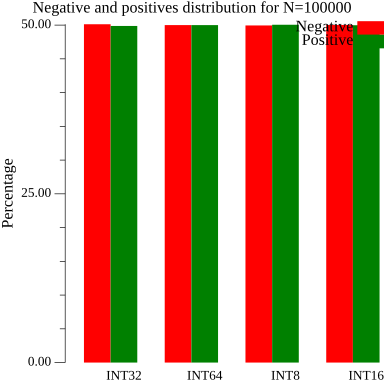 Negative and positives distribution for N=100000
Negative
Positive
50.00
25.00
0.00
Percentage
INT32
INT64
INT8
INT16